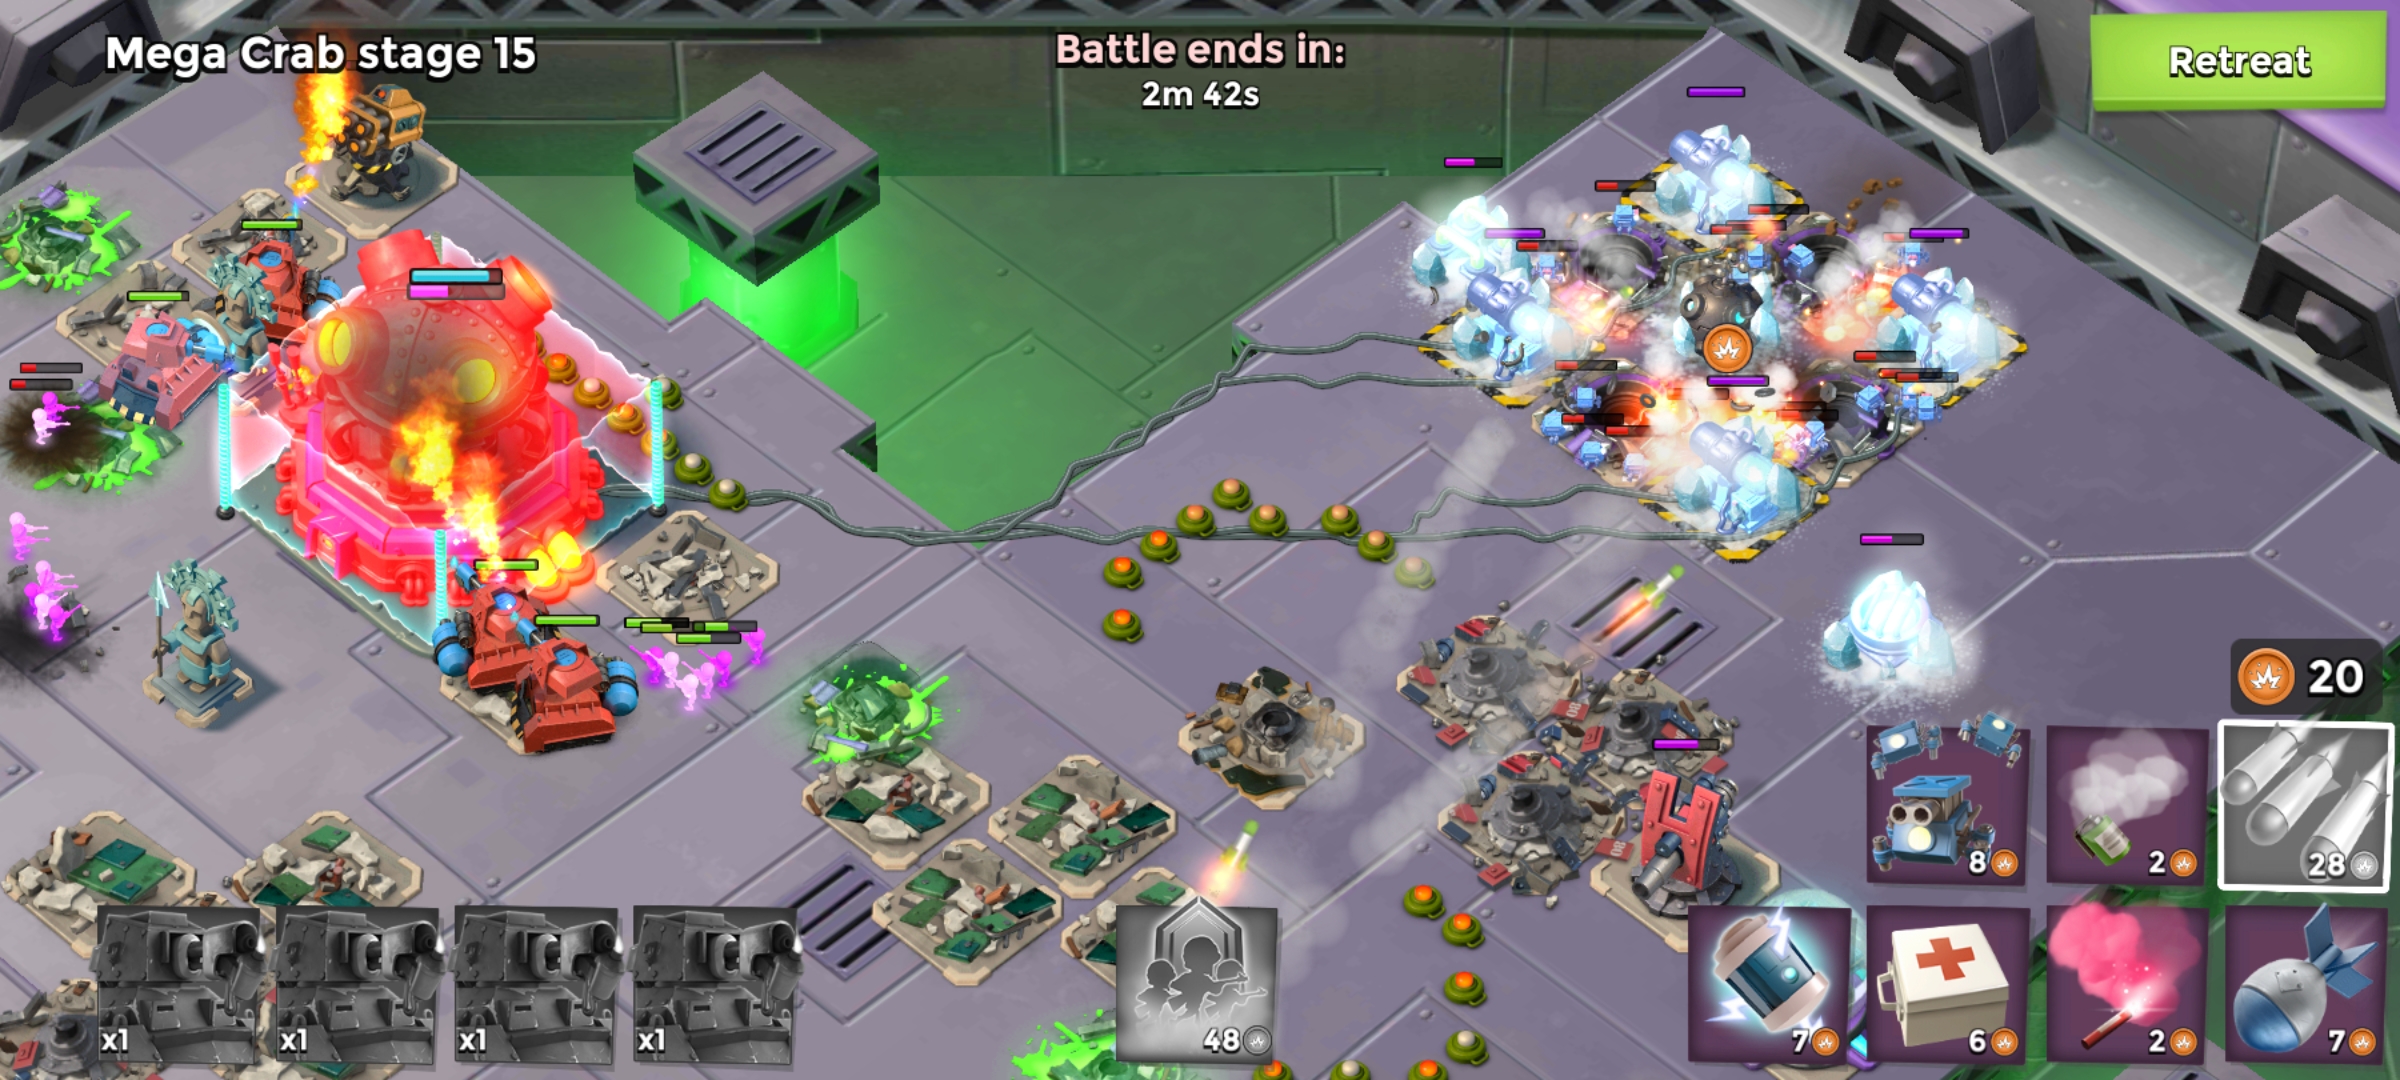 Mega Crab stage 15
Battle ends in:
2m 42s
Retreat
20
8
2
28
x1
x1
x1
x1
48
7
6
2
7